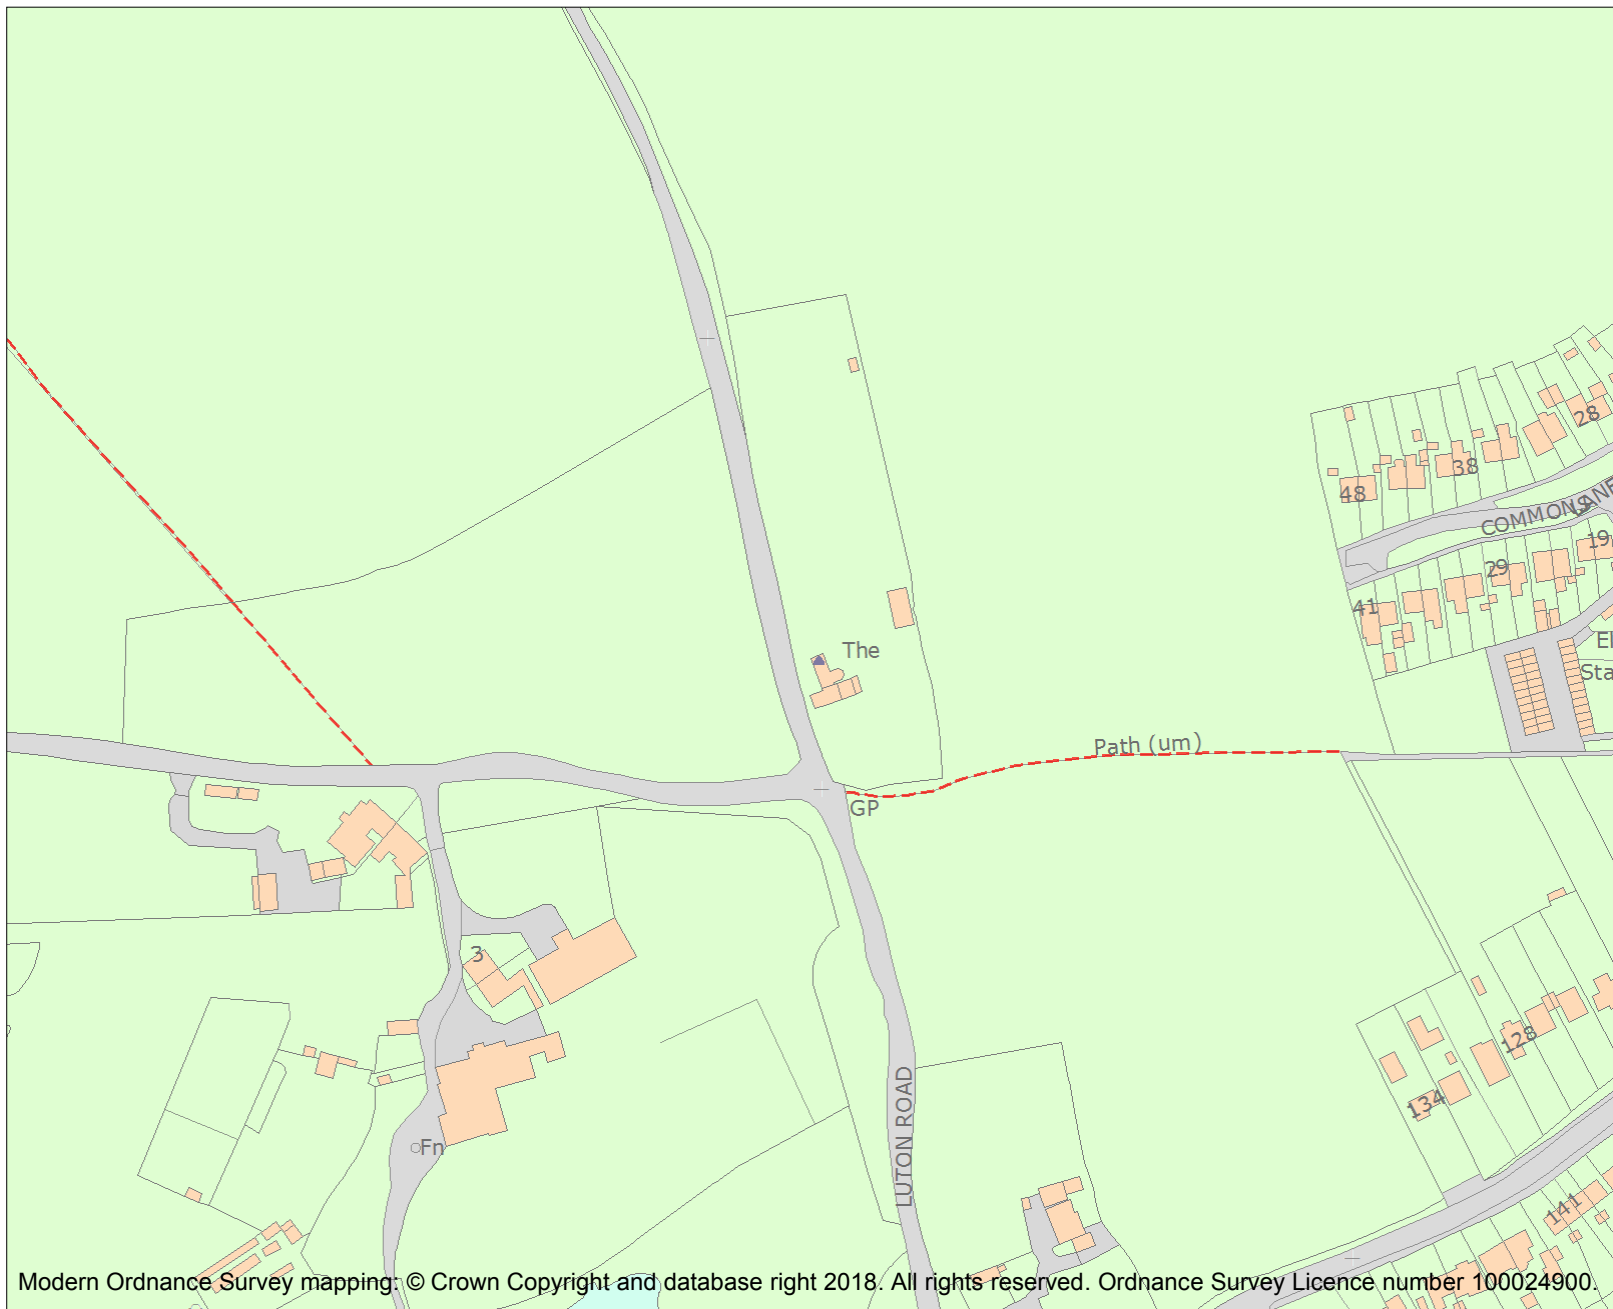 28
38
48
COMMONS
LANE
19
29
41
El
The
Sta
Path (um)
GP
3
128
134
LUTON ROAD
Fn
141
Modern Ordnance Survey mapping: © Crown Copyright and database right 2018. All rights reserved. Ordnance Survey Licence number 100024900.